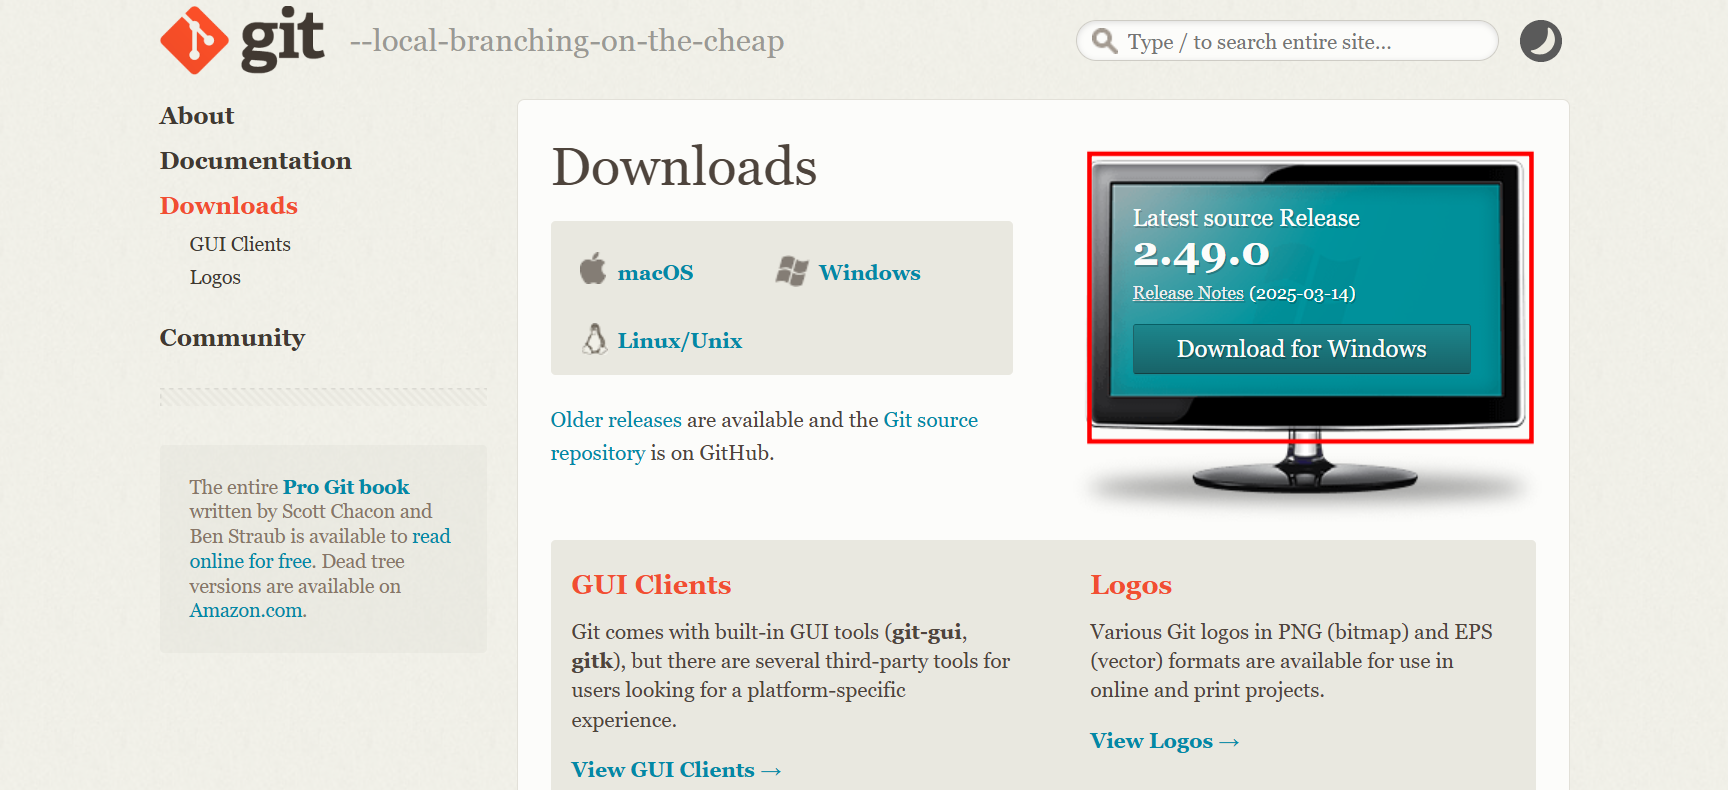 git --local-branching-on-the-cheap
Type / to search entire site...
About
Documentation
Downloads
GUI Clients
Logos
Community
The entire Pro Git book
written by Scott Chacon and
Ben Straub is available to read
online for free. Dead tree
versions are available on
Amazon.com.
Downloads
macOS
Windows
Linux/Unix
Older releases are available and the Git source
repository is on GitHub.
Latest source Release
2.49.0
Release Notes (2025-03-14)
Download for Windows
GUI Clients
Git comes with built-in GUI tools (git-gui,
gitk), but there are several third-party tools for
users looking for a platform-specific
experience.
View GUI Clients →
Logos
Various Git logos in PNG (bitmap) and EPS
(vector) formats are available for use in
online and print projects.
View Logos →